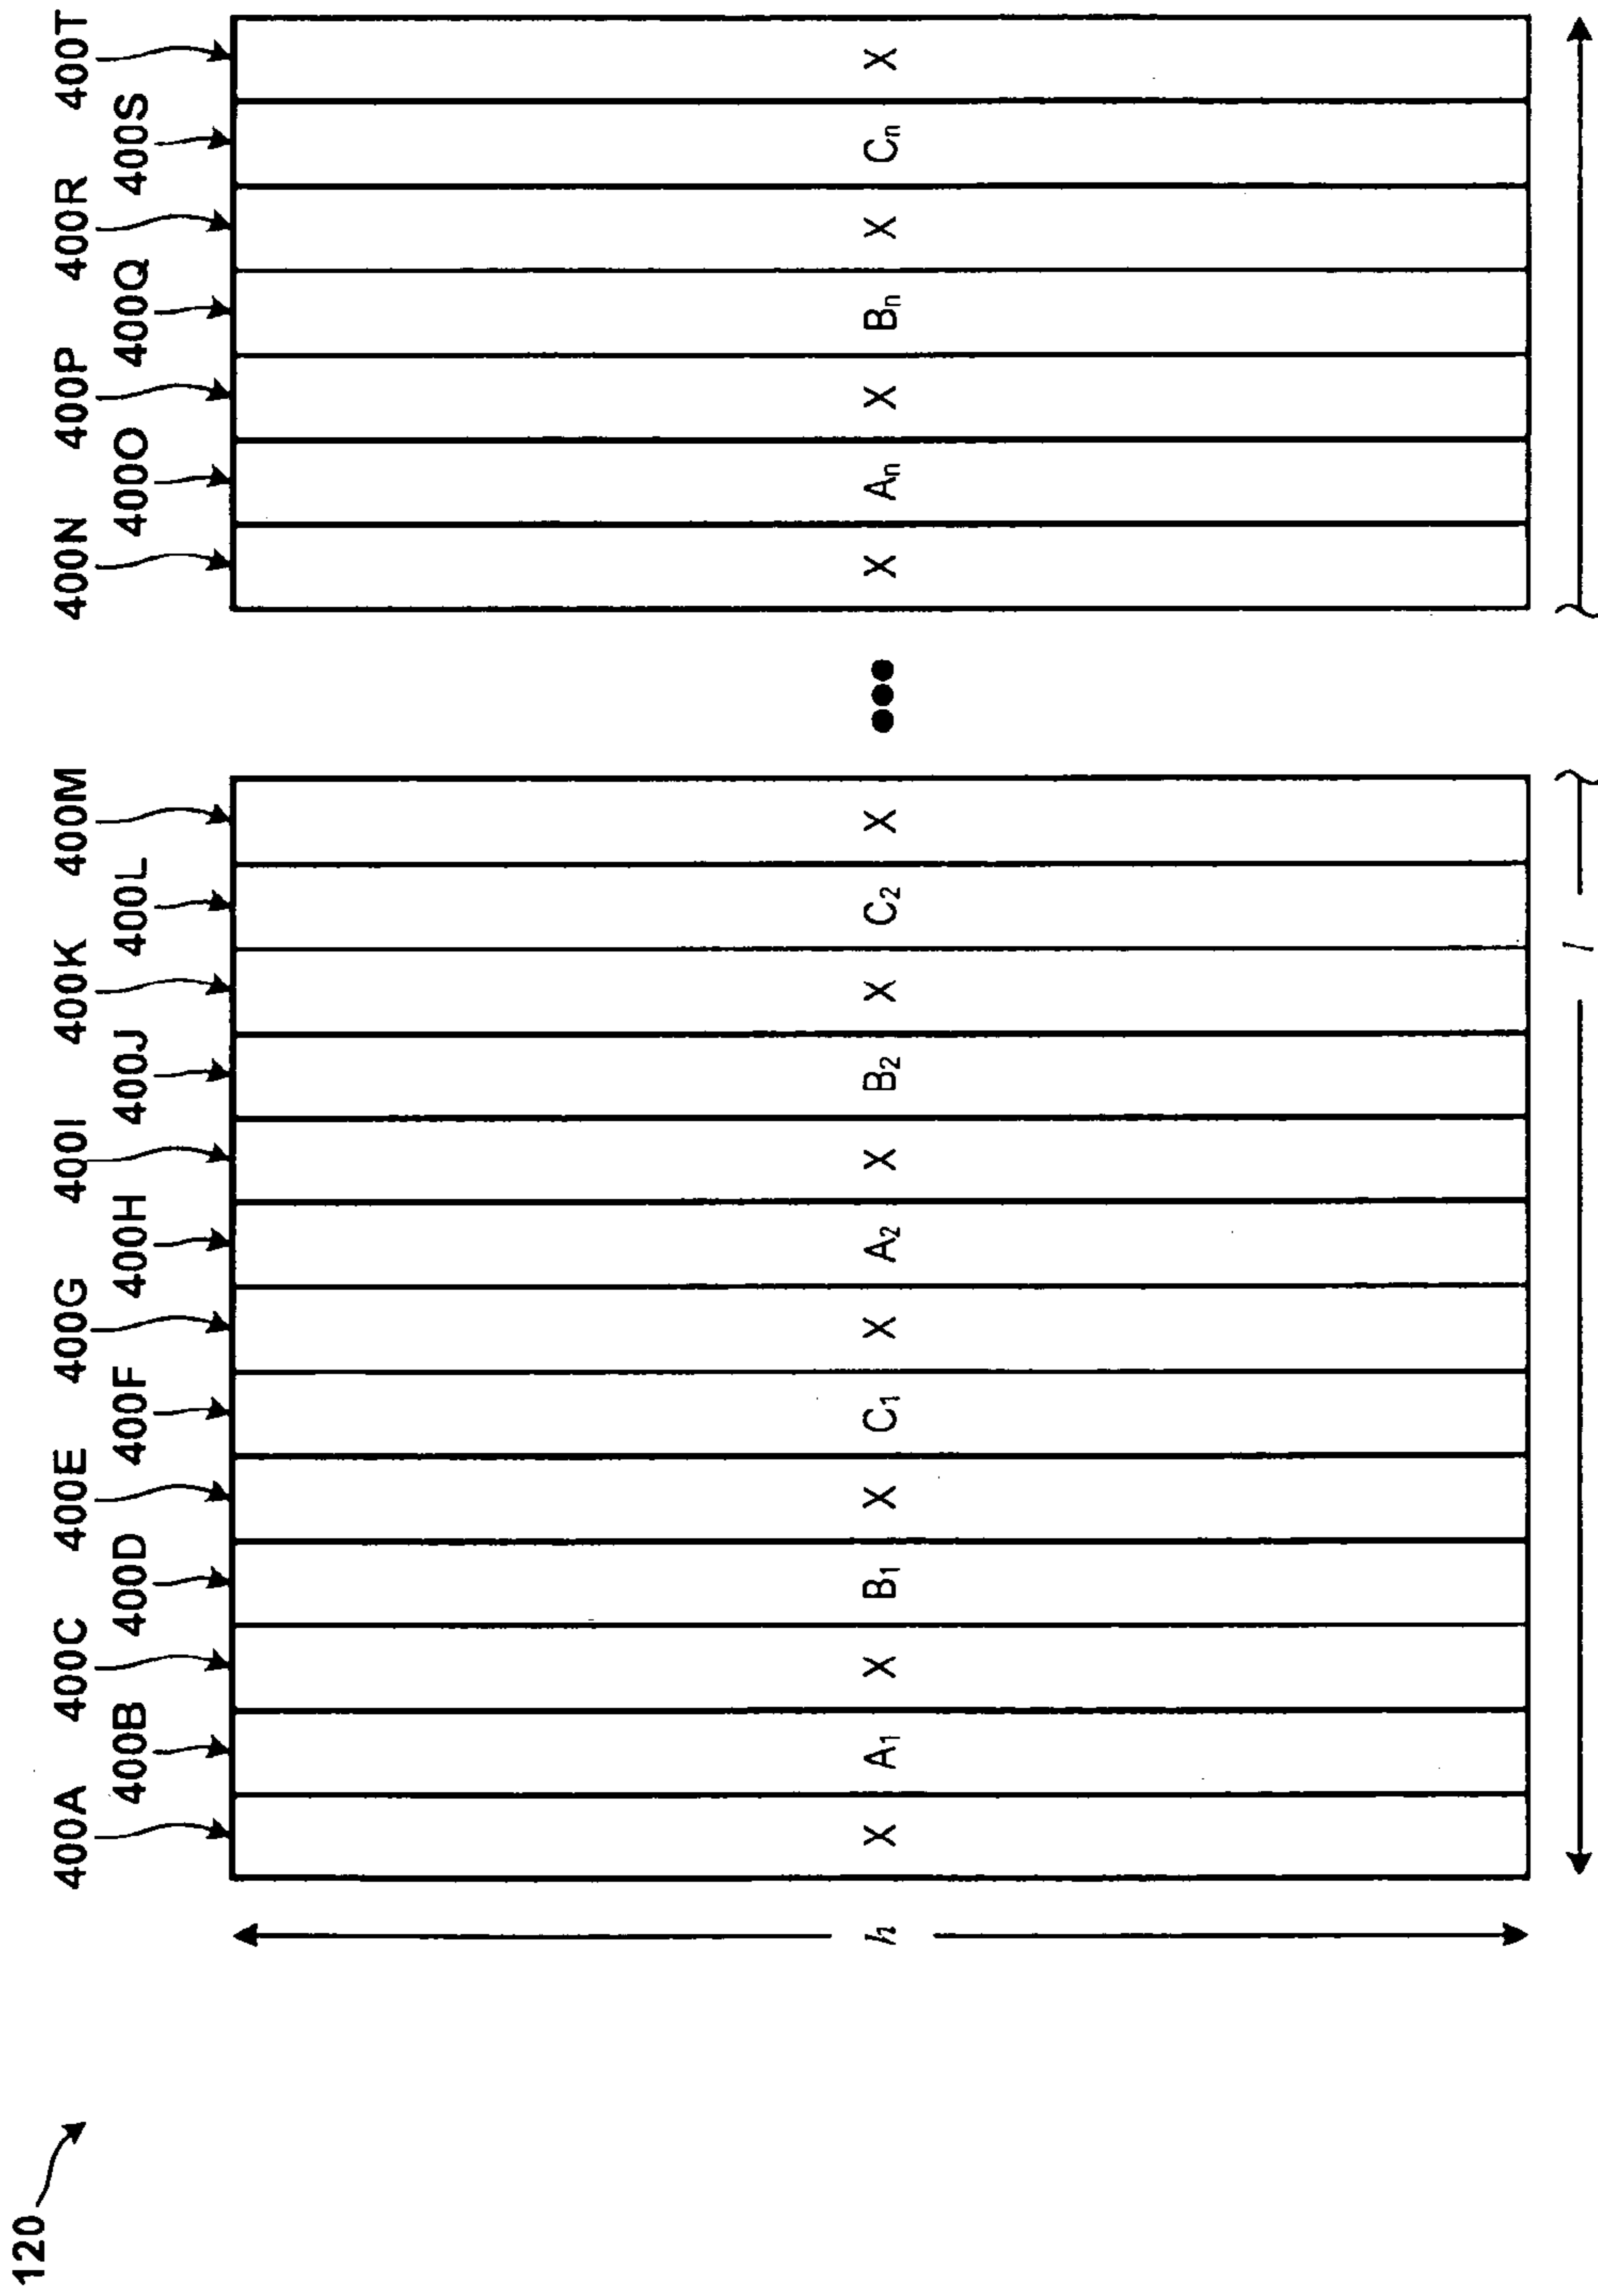 120
400A 400C 400E 400G 400I 400K 400M 400N 400P 400R 400T
400B 400D 400F 400H 400J 400L 400O 400Q 400S
h X A₁ X B₁ X C₁ X A₂ X B₂ X C₂ X ••• X Aₙ X Bₙ X Cₙ X
l